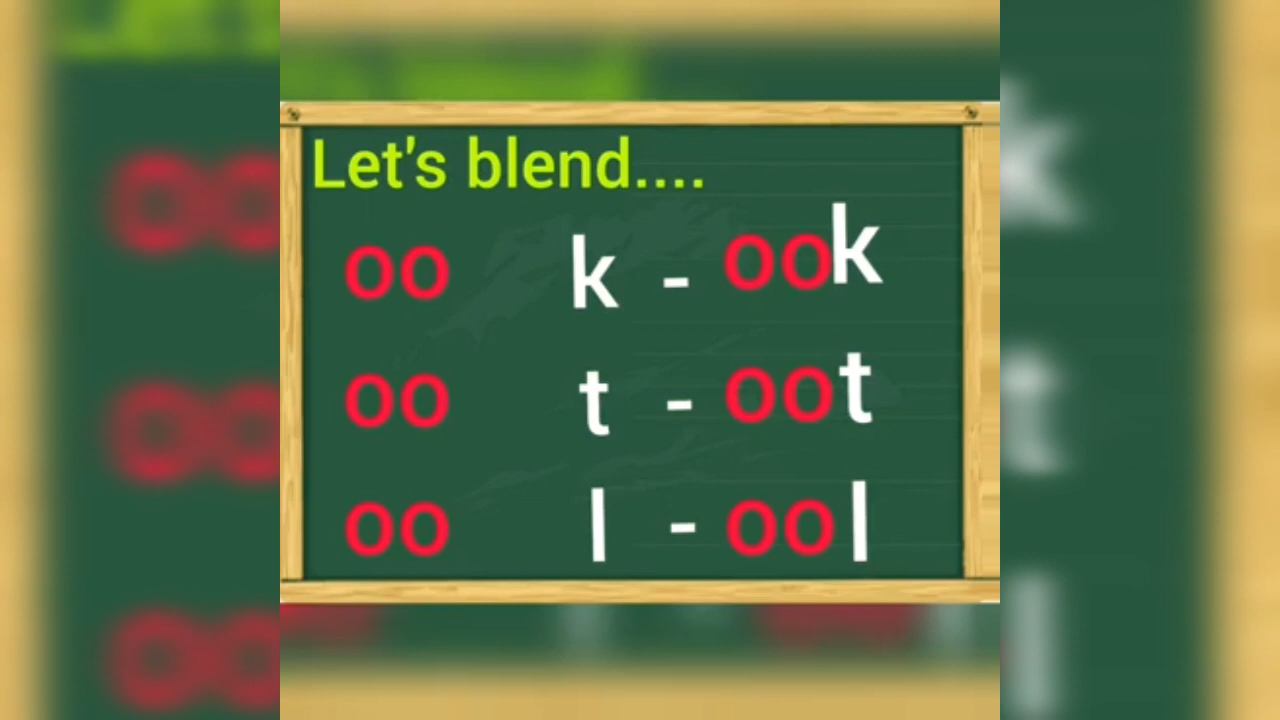 Let's blend....
oo k - ook
oo t - oot
oo l - ool